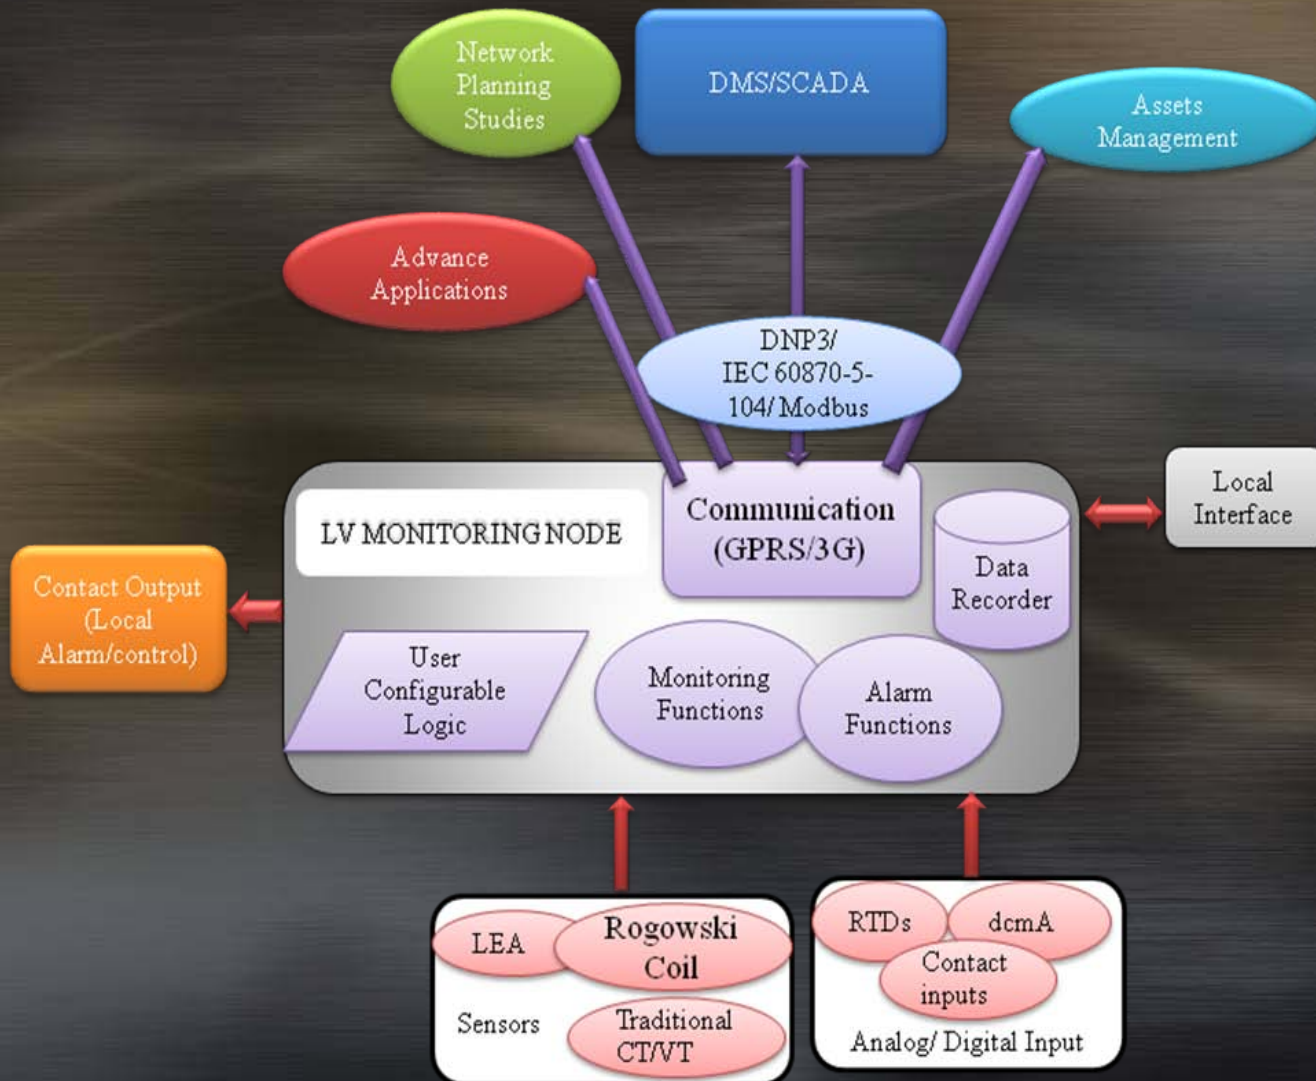 Network
Planning
Studies
DMS/SCADA
Assets
Management
Advance
Applications
DNP3/
IEC 60870-5-
104/ Modbus
LV MONITORING NODE
Communication
(GPRS/3G)
Data
Recorder
Local
Interface
Contact Output
(Local
Alarm/control)
User
Configurable
Logic
Monitoring
Functions
Alarm
Functions
LEA
Rogowski
Coil
Sensors
Traditional
CT/VT
RTDs
dcmA
Contact
inputs
Analog/ Digital Input